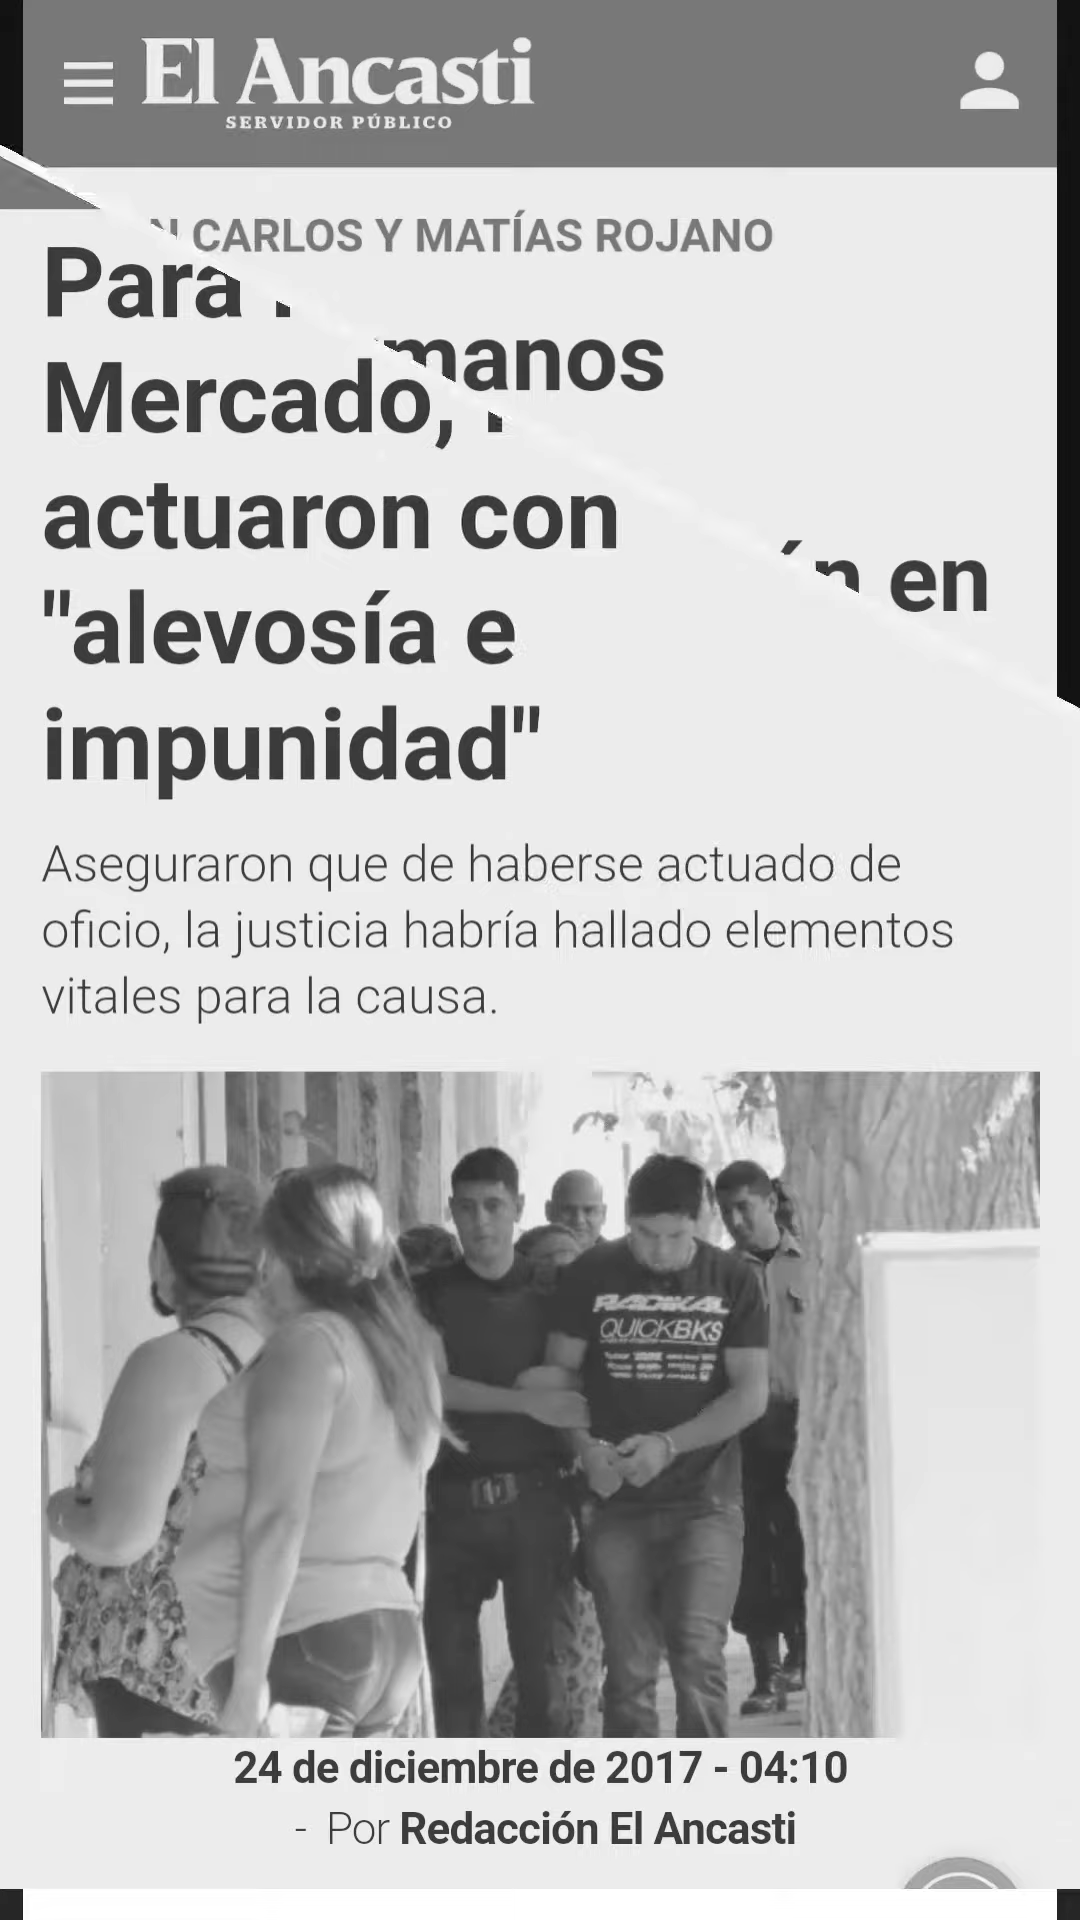 El Ancasti
SERVIDOR PÚBLICO
CARLOS Y MATÍAS ROJANO
Para
manos
Mercado,
actuaron con
en
"alevosía e
impunidad"
Aseguraron que de haberse actuado de
oficio, la justicia habría hallado elementos
vitales para la causa.
RADIKAL
QUICKBKS
24 de diciembre de 2017 - 04:10
- Por Redacción El Ancasti